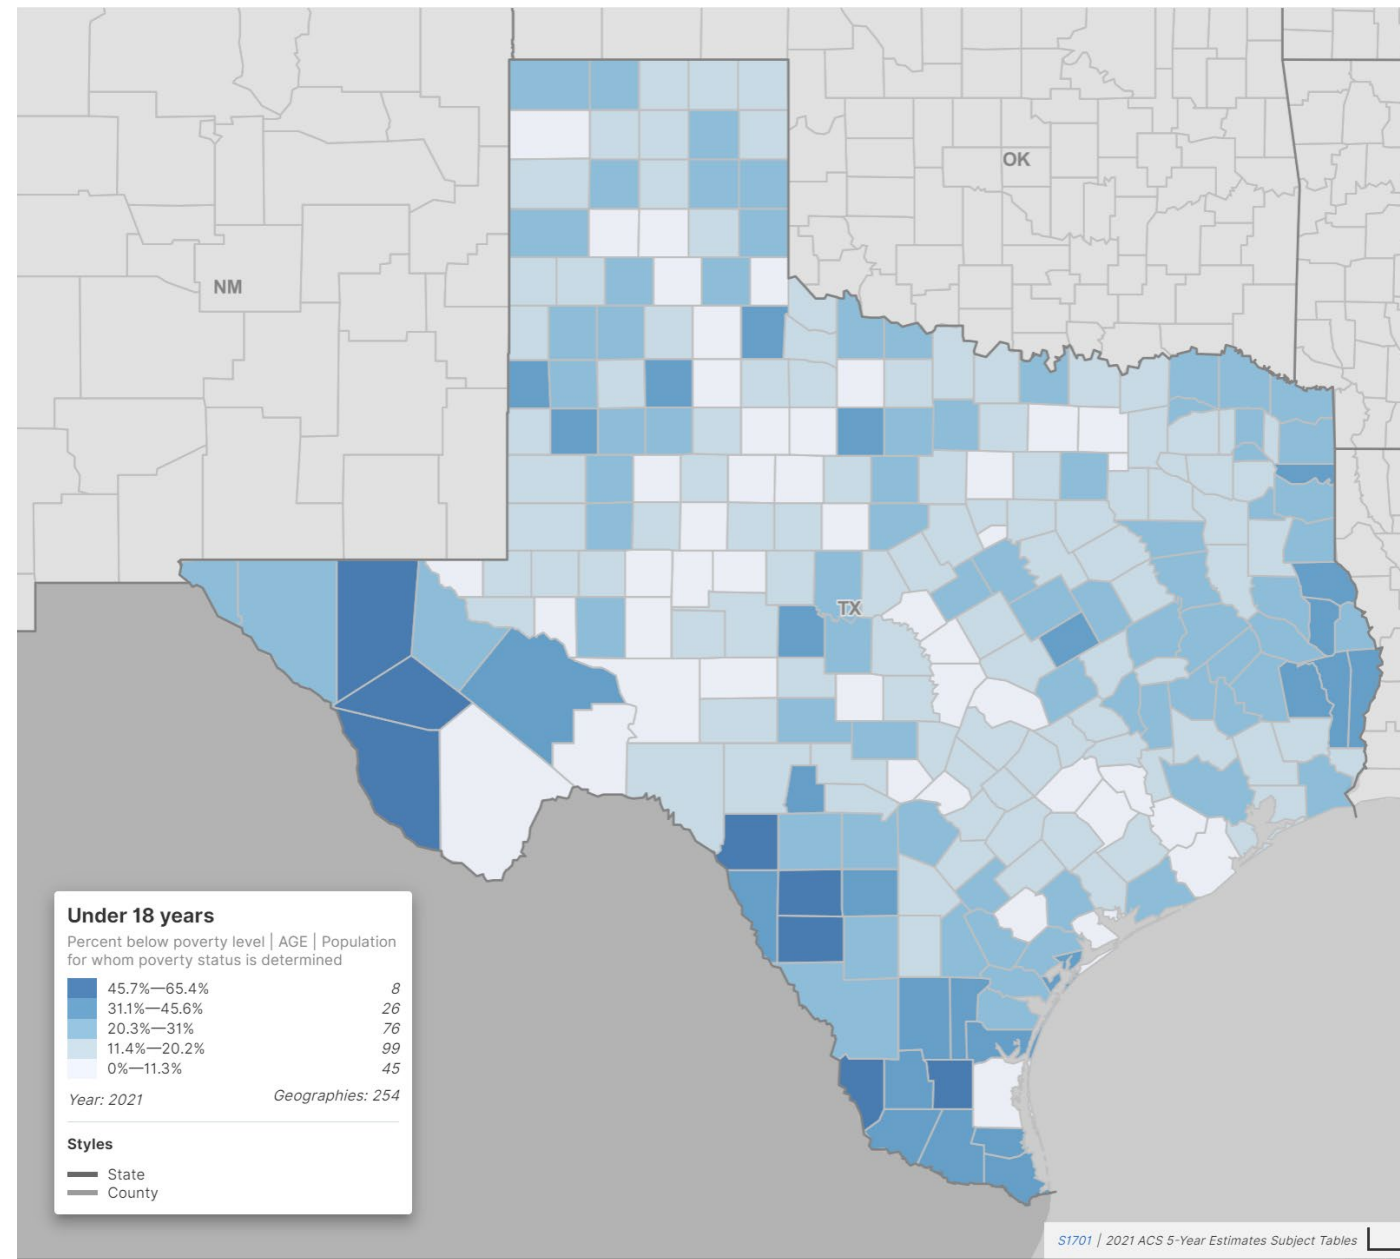 OK
NM
TX
Under 18 years
Percent below poverty level | AGE | Population
for whom poverty status is determined
45.7%—65.4% 8
31.1%—45.6% 26
20.3%—31% 76
11.4%—20.2% 99
0%—11.3% 45
Year: 2021 Geographies: 254
Styles
State
County
S1701 | 2021 ACS 5-Year Estimates Subject Tables